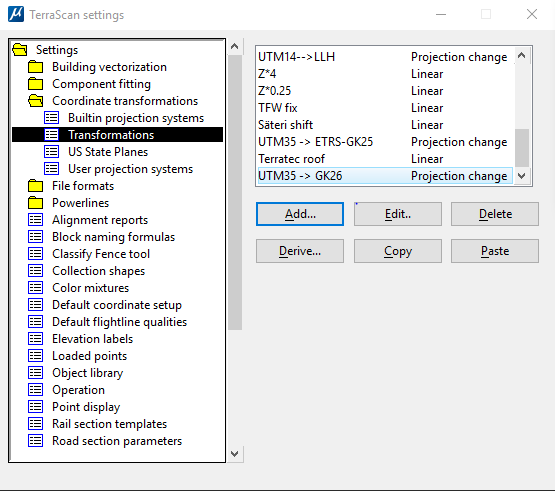 µ TerraScan settings
Settings
Building vectorization
Component fitting
Coordinate transformations
Builtin projection systems
Transformations
US State Planes
User projection systems
File formats
Powerlines
Alignment reports
Block naming formulas
Classify Fence tool
Collection shapes
Color mixtures
Default coordinate setup
Default flightline qualities
Elevation labels
Loaded points
Object library
Operation
Point display
Rail section templates
Road section parameters
UTM14-->LLH Projection change
Z*4 Linear
Z*0.25 Linear
TFW fix Linear
Säteri shift Linear
UTM35 -> ETRS-GK25 Projection change
Terratec roof Linear
UTM35 -> GK26 Projection change
Add... Edit.. Delete
Derive... Copy Paste